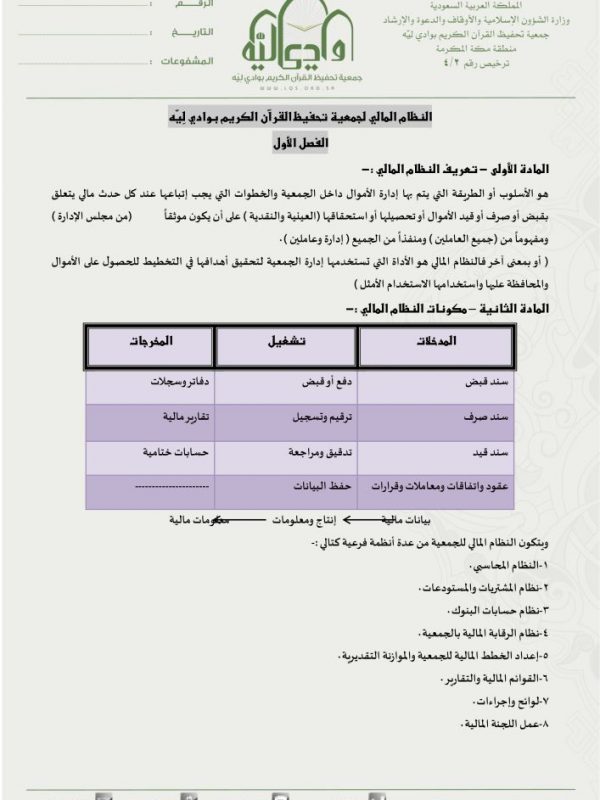 المملكة العربية السعودية
وزارة الشؤون الإسلامية والأوقاف والدعوة والإرشاد
جمعية تحفيظ القرآن الكريم بوادي ليّه
منطقة مكة المكرمة
ترخيص رقم ٤/٢
وادي ليّه
جمعية تحفيظ القرآن الكريم بوادي ليّه
WWW.LQS.ORG.SA
الرقـم :
التاريـخ :
المشفوعات :
النظام المالي لجمعية تحفيظ القرآن الكريم بوادي لِيّه
الفصل الأول
المادة الأولى – تعريف النظام المالي :–
هو الأسلوب أو الطريقة التي يتم بها إدارة الأموال داخل الجمعية والخطوات التي يجب إتباعها عند كل حدث مالي يتعلق
بقبض أو صرف أو قيد الأموال أو تحصيلها أو استحقاقها (العينية والنقدية ) على أن يكون موثقاً (من مجلس الإدارة )
ومفهوماً من (جميع العاملين ) ومنفذاً من الجميع ( إدارة وعاملين ).
( أو بمعنى آخر فالنظام المالي هو الأداة التي تستخدمها إدارة الجمعية لتحقيق أهدافها في التخطيط للحصول على الأموال
والمحافظة عليها واستخدامها الاستخدام الأمثل )
المادة الثانية – مكونات النظام المالي :–
المدخلات تشغيل المخرجات
سند قبض دفع أو قبض دفاتر وسجلات
سند صرف ترقيم وتسجيل تقارير مالية
سند قيد تدقيق ومراجعة حسابات ختامية
عقود واتفاقات ومعاملات وقرارات حفظ البيانات ----------------------
بيانات مالية إنتاج ومعلومات معلومات مالية
ويتكون النظام المالي للجمعية من عدة أنظمة فرعية كتالي :-
١-النظام المحاسبي.
٢-نظام المشتريات والمستودعات.
٣-نظام حسابات البنوك.
٤-نظام الرقابة المالية بالجمعية.
٥-إعداد الخطط المالية للجمعية والموازنة التقديرية.
٦-القوائم المالية والتقارير.
٧-لوائح وإجراءات.
٨-عمل اللجنة المالية.